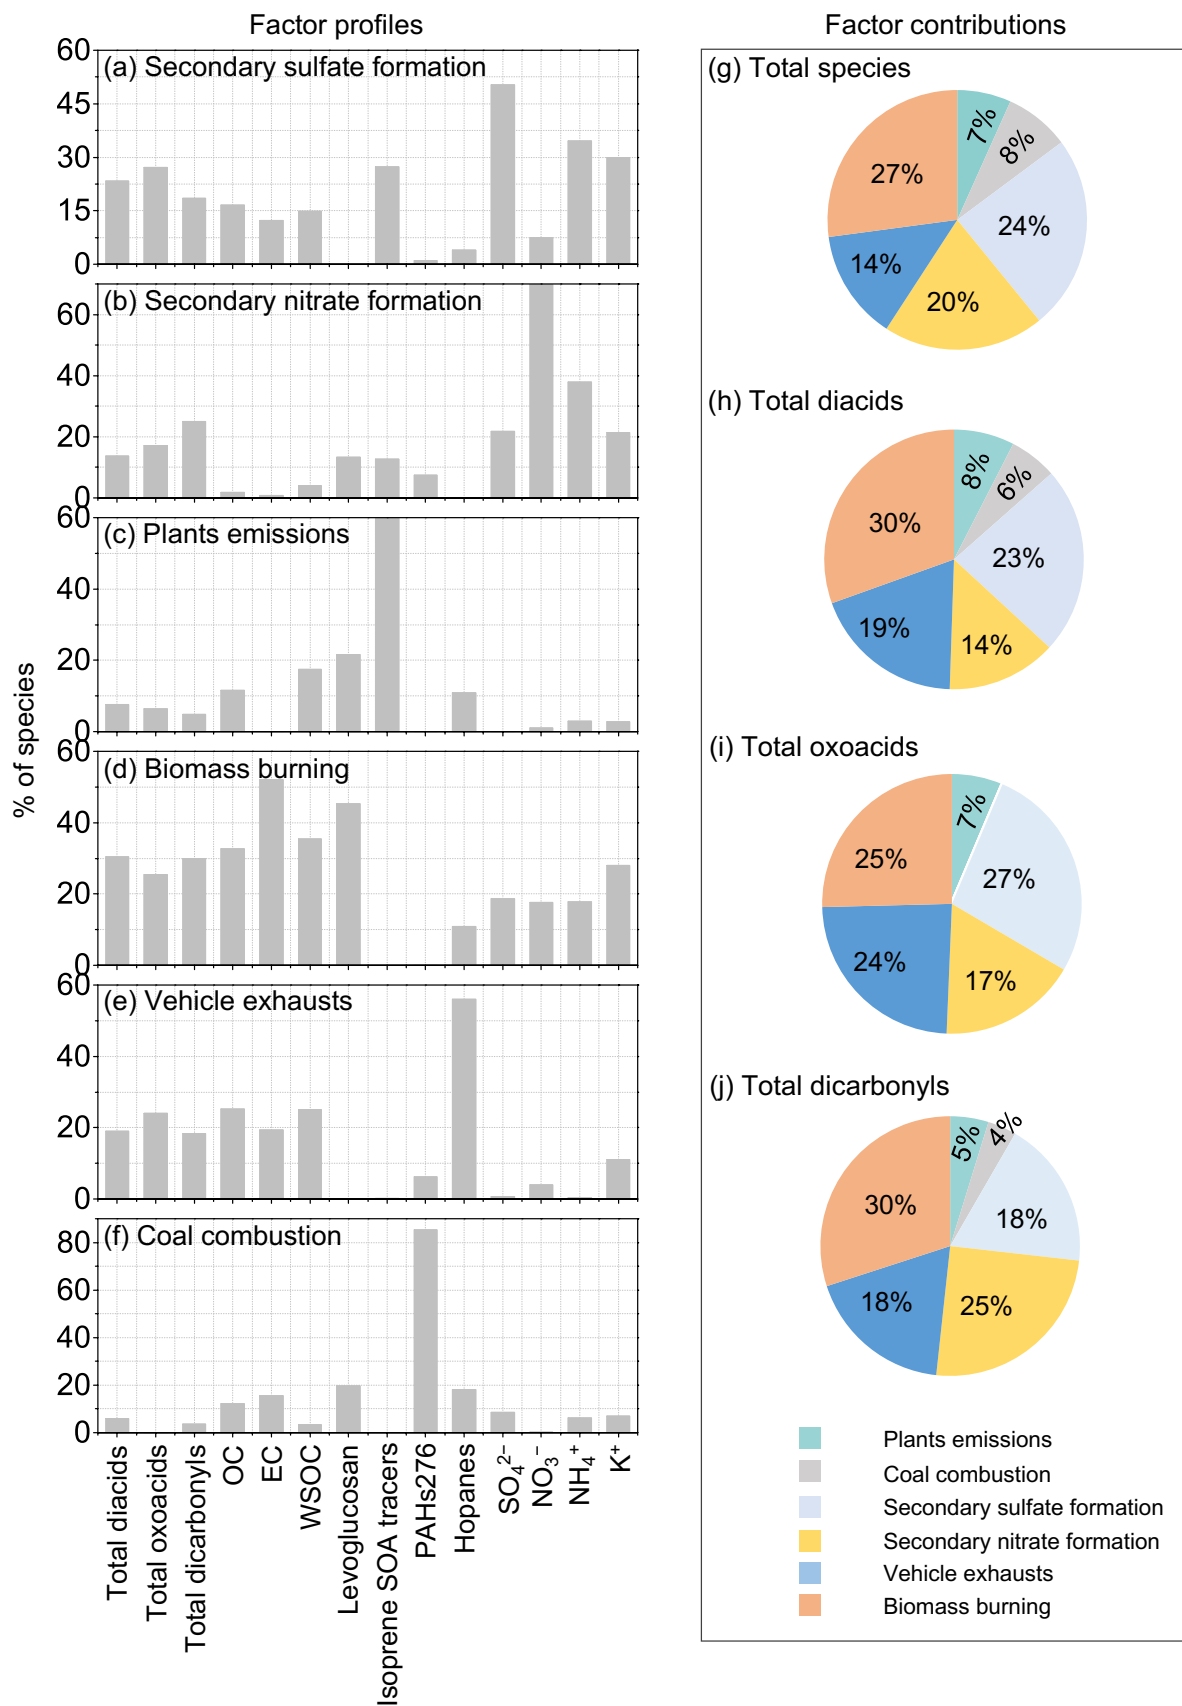 Factor profiles
% of species
(a) Secondary sulfate formation
60
45
30
15
0
(b) Secondary nitrate formation
60
40
20
0
(c) Plants emissions
60
40
20
0
(d) Biomass burning
60
40
20
0
(e) Vehicle exhausts
60
40
20
0
(f) Coal combustion
80
60
40
20
0
Total diacids
Total oxoacids
Total dicarbonyls
OC
EC
WSOC
Levoglucosan
Isoprene SOA tracers
PAHs276
Hopanes
SO₄²⁻
NO₃⁻
NH₄⁺
K⁺
Factor contributions
(g) Total species
7%
8%
24%
20%
14%
27%
(h) Total diacids
8%
6%
23%
14%
19%
30%
(i) Total oxoacids
7%
27%
17%
24%
25%
(j) Total dicarbonyls
5%
4%
18%
25%
18%
30%
Plants emissions
Coal combustion
Secondary sulfate formation
Secondary nitrate formation
Vehicle exhausts
Biomass burning